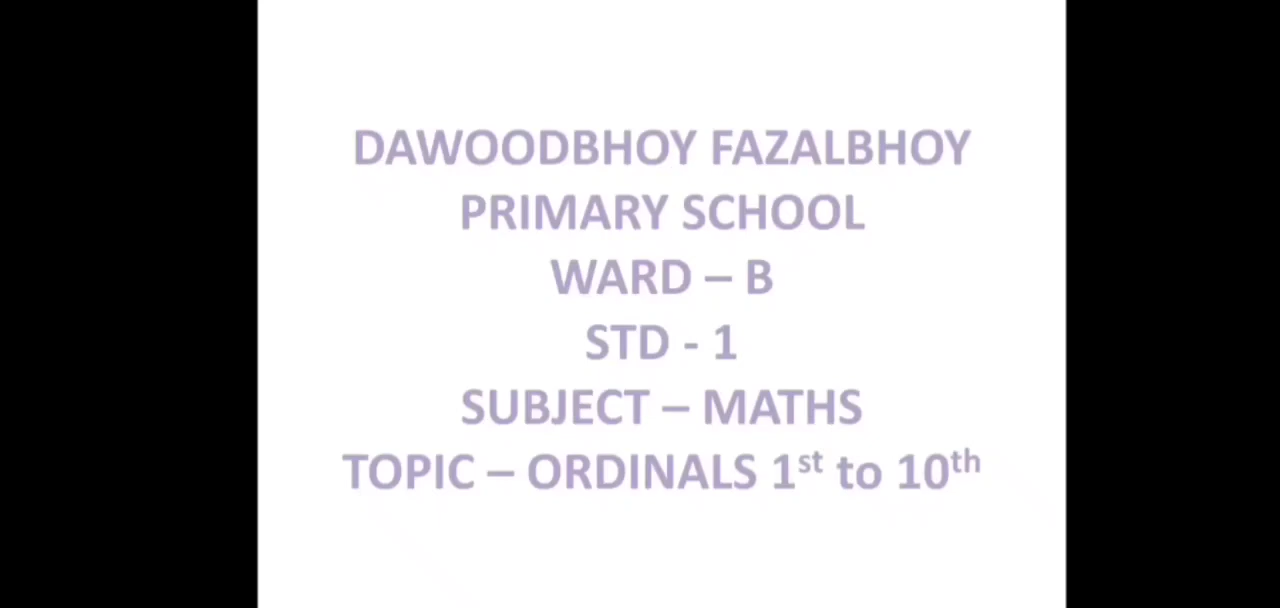 DAWOODBHOY FAZALBHOY
PRIMARY SCHOOL
WARD – B
STD - 1
SUBJECT – MATHS
TOPIC – ORDINALS 1st to 10th